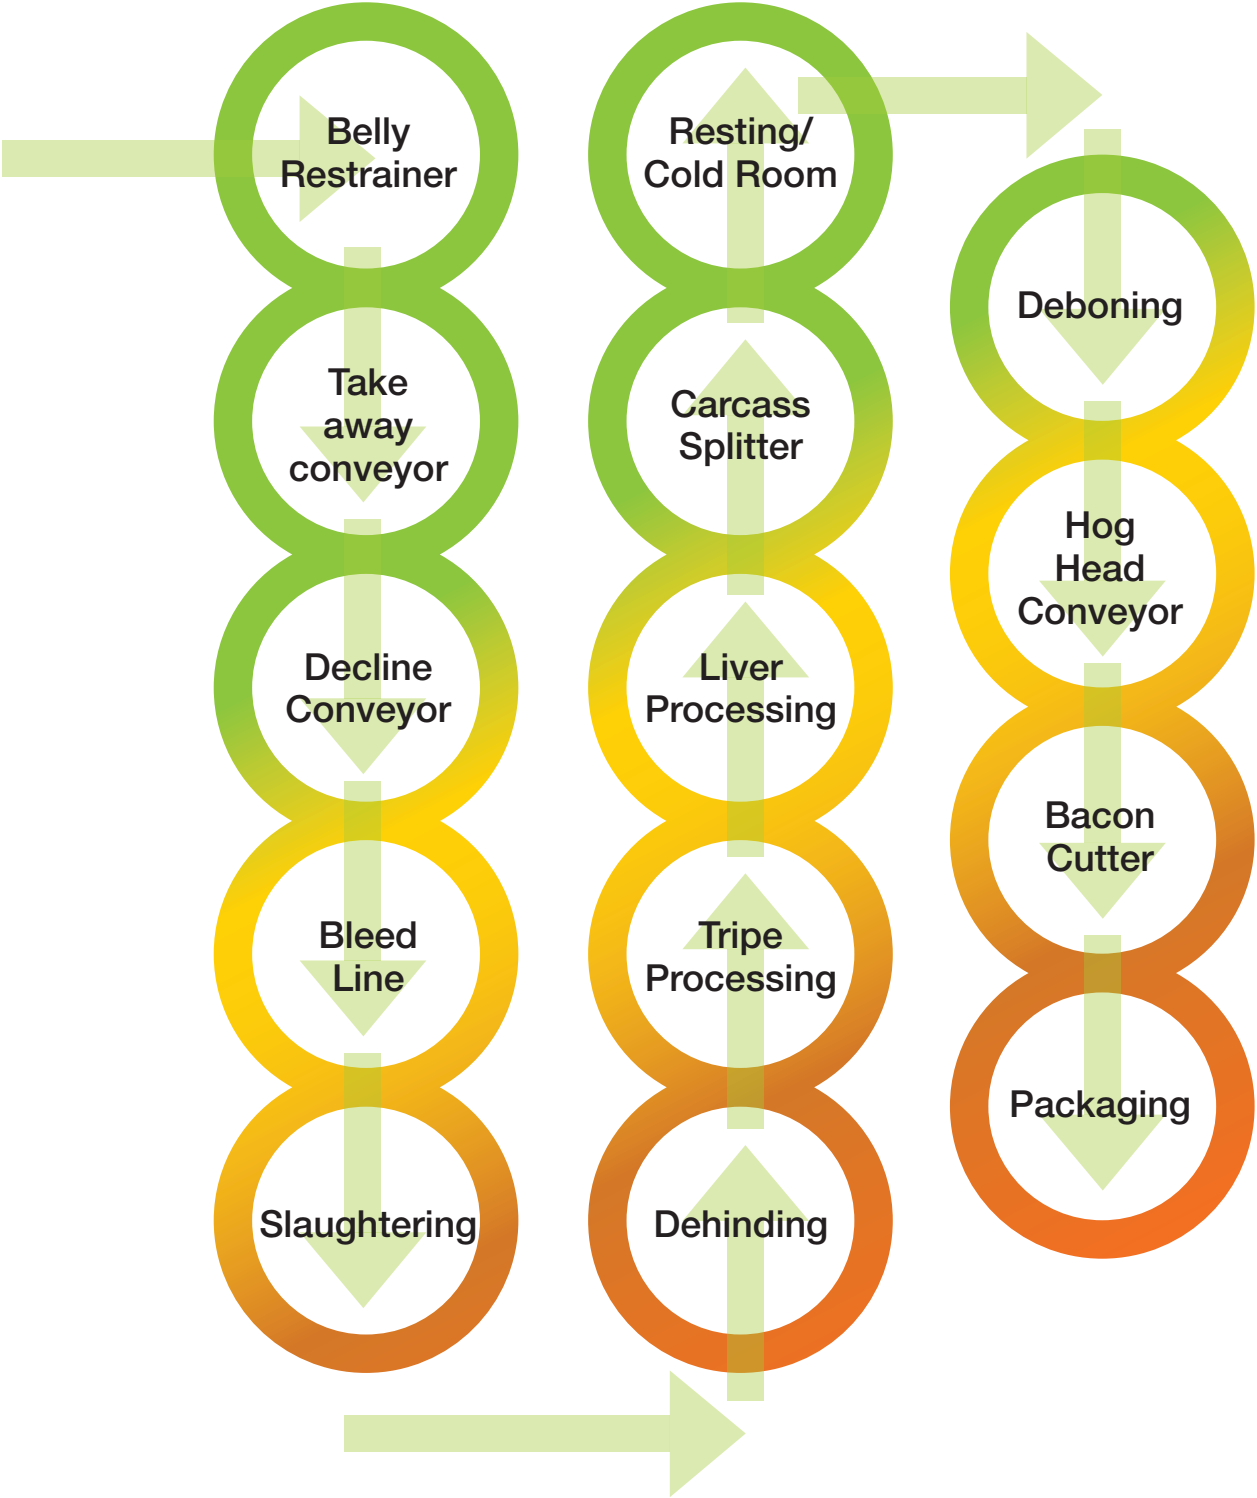 Belly
Restrainer
Take
away
conveyor
Decline
Conveyor
Bleed
Line
Slaughtering
Dehinding
Tripe
Processing
Liver
Processing
Carcass
Splitter
Resting/
Cold Room
Deboning
Hog
Head
Conveyor
Bacon
Cutter
Packaging